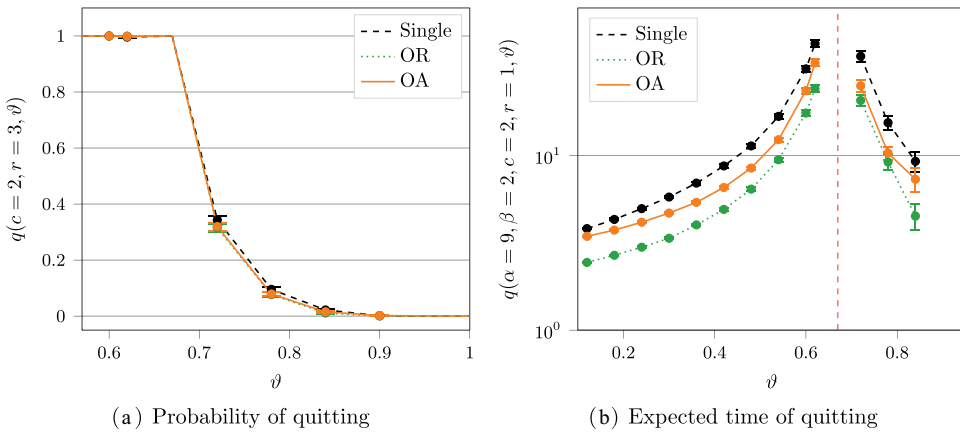 Single
OR
OA
1
0.8
0.6
0.4
0.2
0
q(c = 2, r = 3, ϑ)
0.6
0.7
0.8
0.9
1
ϑ
(a) Probability of quitting
Single
OR
OA
10¹
10⁰
q(α = 9, β = 2, c = 2, r = 1, ϑ)
0.2
0.4
0.6
0.8
ϑ
(b) Expected time of quitting